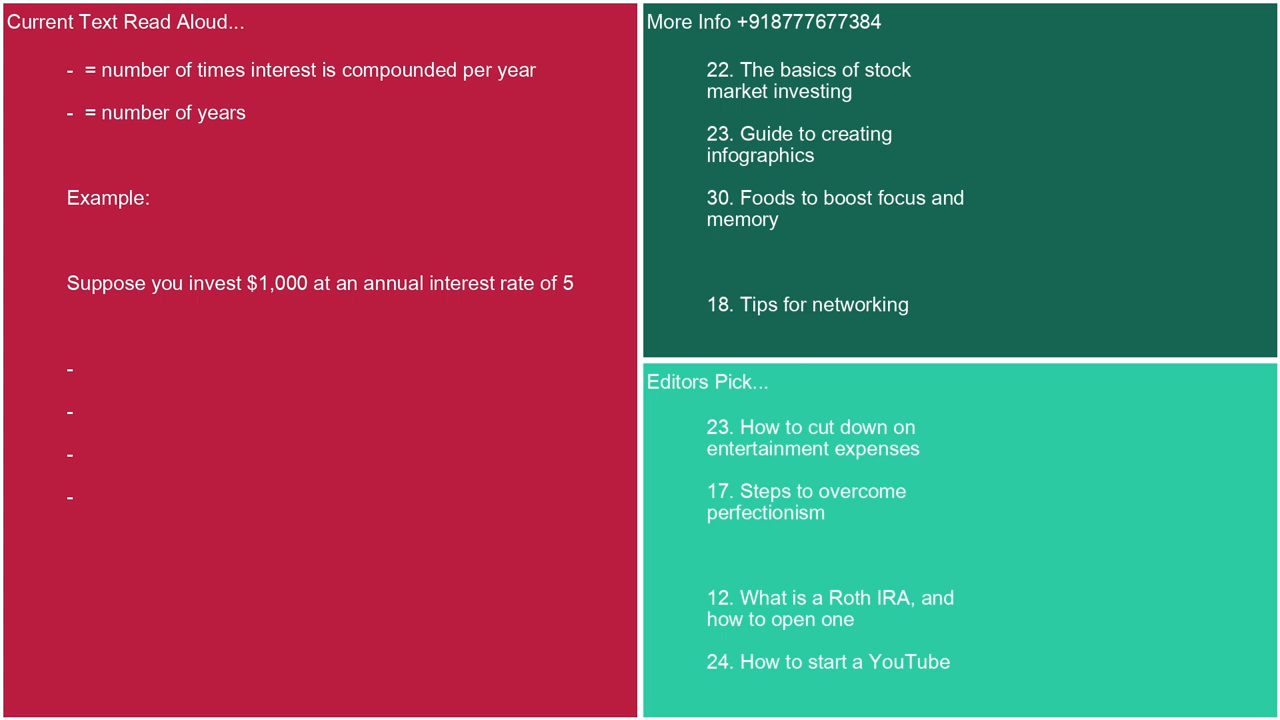 Current Text Read Aloud...
- = number of times interest is compounded per year
- = number of years
Example:
Suppose you invest $1,000 at an annual interest rate of 5
-
-
-
-
More Info +918777677384
22. The basics of stock
market investing
23. Guide to creating
infographics
30. Foods to boost focus and
memory
18. Tips for networking
Editors Pick...
23. How to cut down on
entertainment expenses
17. Steps to overcome
perfectionism
12. What is a Roth IRA, and
how to open one
24. How to start a YouTube